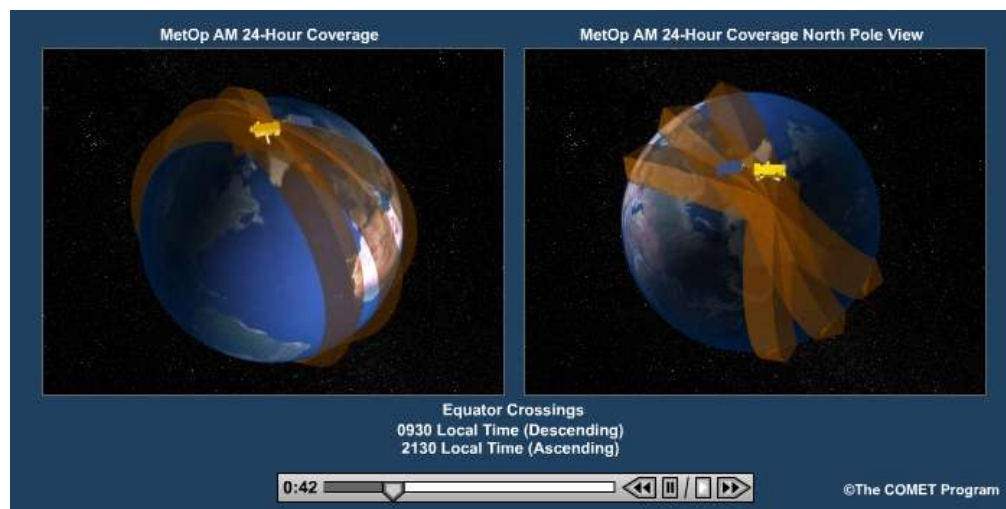 MetOp AM 24-Hour Coverage
MetOp AM 24-Hour Coverage North Pole View
Equator Crossings
0930 Local Time (Descending)
2130 Local Time (Ascending)
0:42
©The COMET Program